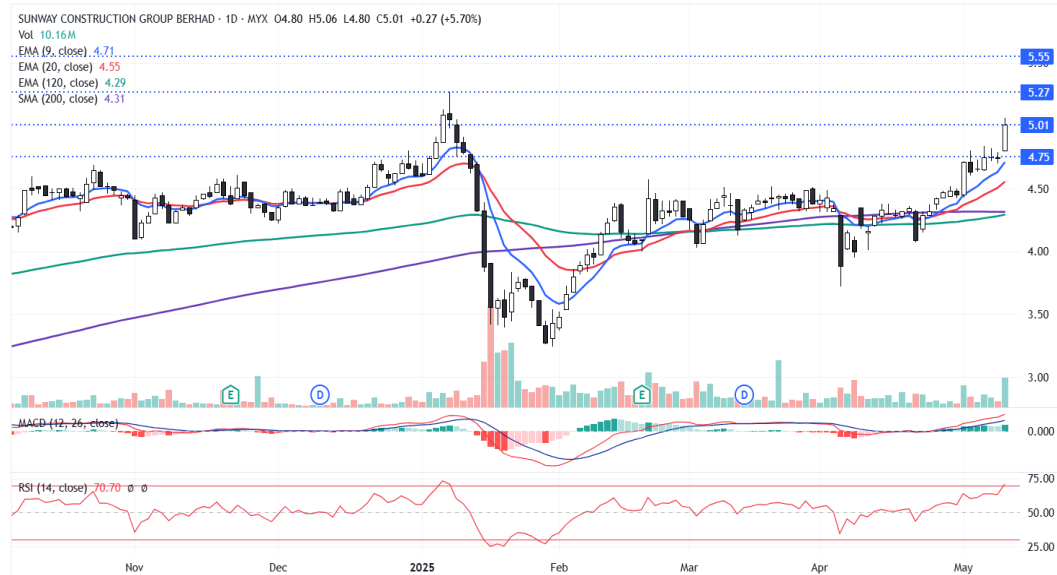 SUNWAY CONSTRUCTION GROUP BERHAD · 1D · MYX O4.80 H5.06 L4.80 C5.01 +0.27 (+5.70%)
Vol 10.16M
EMA (9, close) 4.71
EMA (20, close) 4.55
EMA (120, close) 4.29
SMA (200, close) 4.31
5.55
5.50
5.27
5.01
4.75
4.50
4.00
3.50
3.00
E
D
E
D
MACD (12, 26, close)
0.000
75.00
RSI (14, close) 70.70 ø ø
50.00
25.00
Nov Dec 2025 Feb Mar Apr May